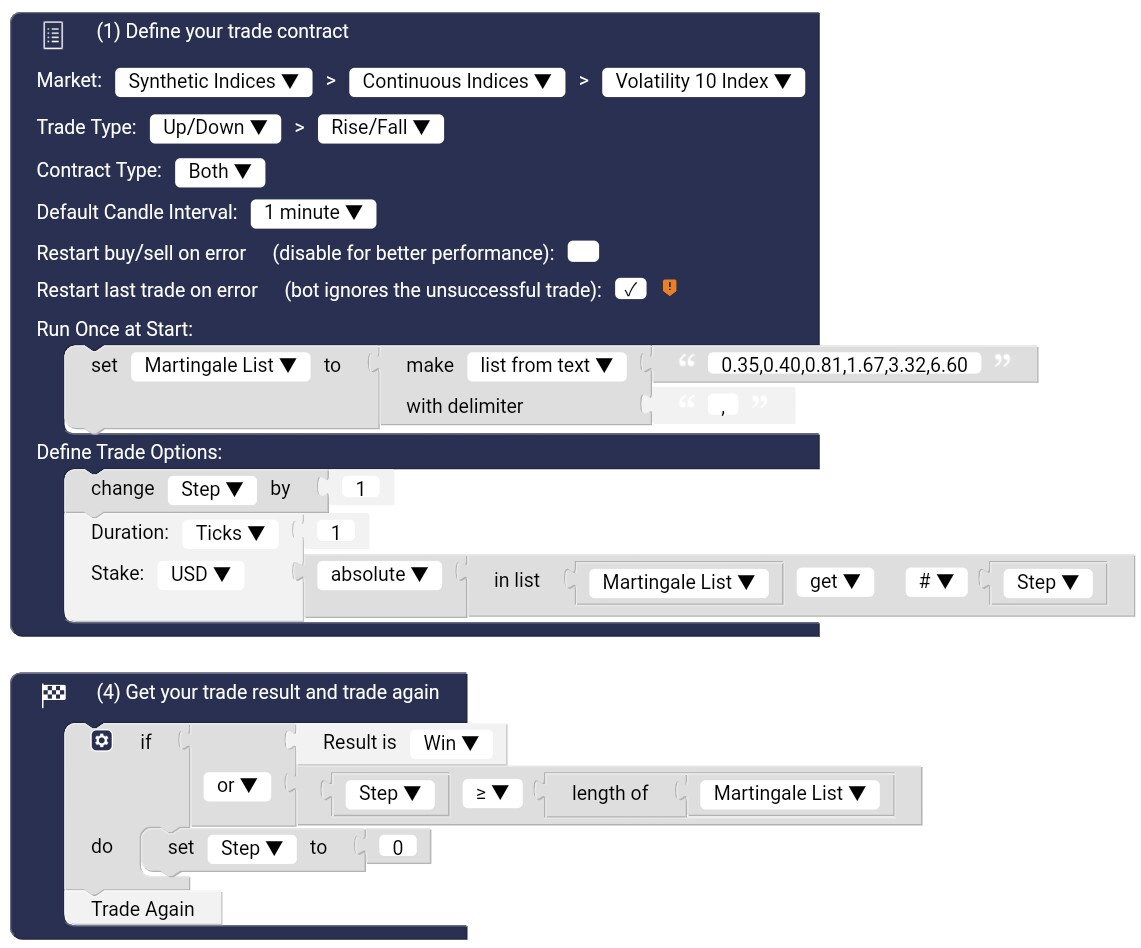 (1) Define your trade contract
Market: Synthetic Indices ▼ > Continuous Indices ▼ > Volatility 10 Index ▼
Trade Type: Up/Down ▼ > Rise/Fall ▼
Contract Type: Both ▼
Default Candle Interval: 1 minute ▼
Restart buy/sell on error (disable for better performance):
Restart last trade on error (bot ignores the unsuccessful trade): ✓
Run Once at Start:
set Martingale List ▼ to make list from text ▼ “ 0.35,0.40,0.81,1.67,3.32,6.60 ”
with delimiter “ , ”
Define Trade Options:
change Step ▼ by 1
Duration: Ticks ▼ 1
Stake: USD ▼ absolute ▼ in list Martingale List ▼ get ▼ # ▼ Step ▼
(4) Get your trade result and trade again
if Result is Win ▼
or ▼ Step ▼ ≥ ▼ length of Martingale List ▼
do set Step ▼ to 0
Trade Again